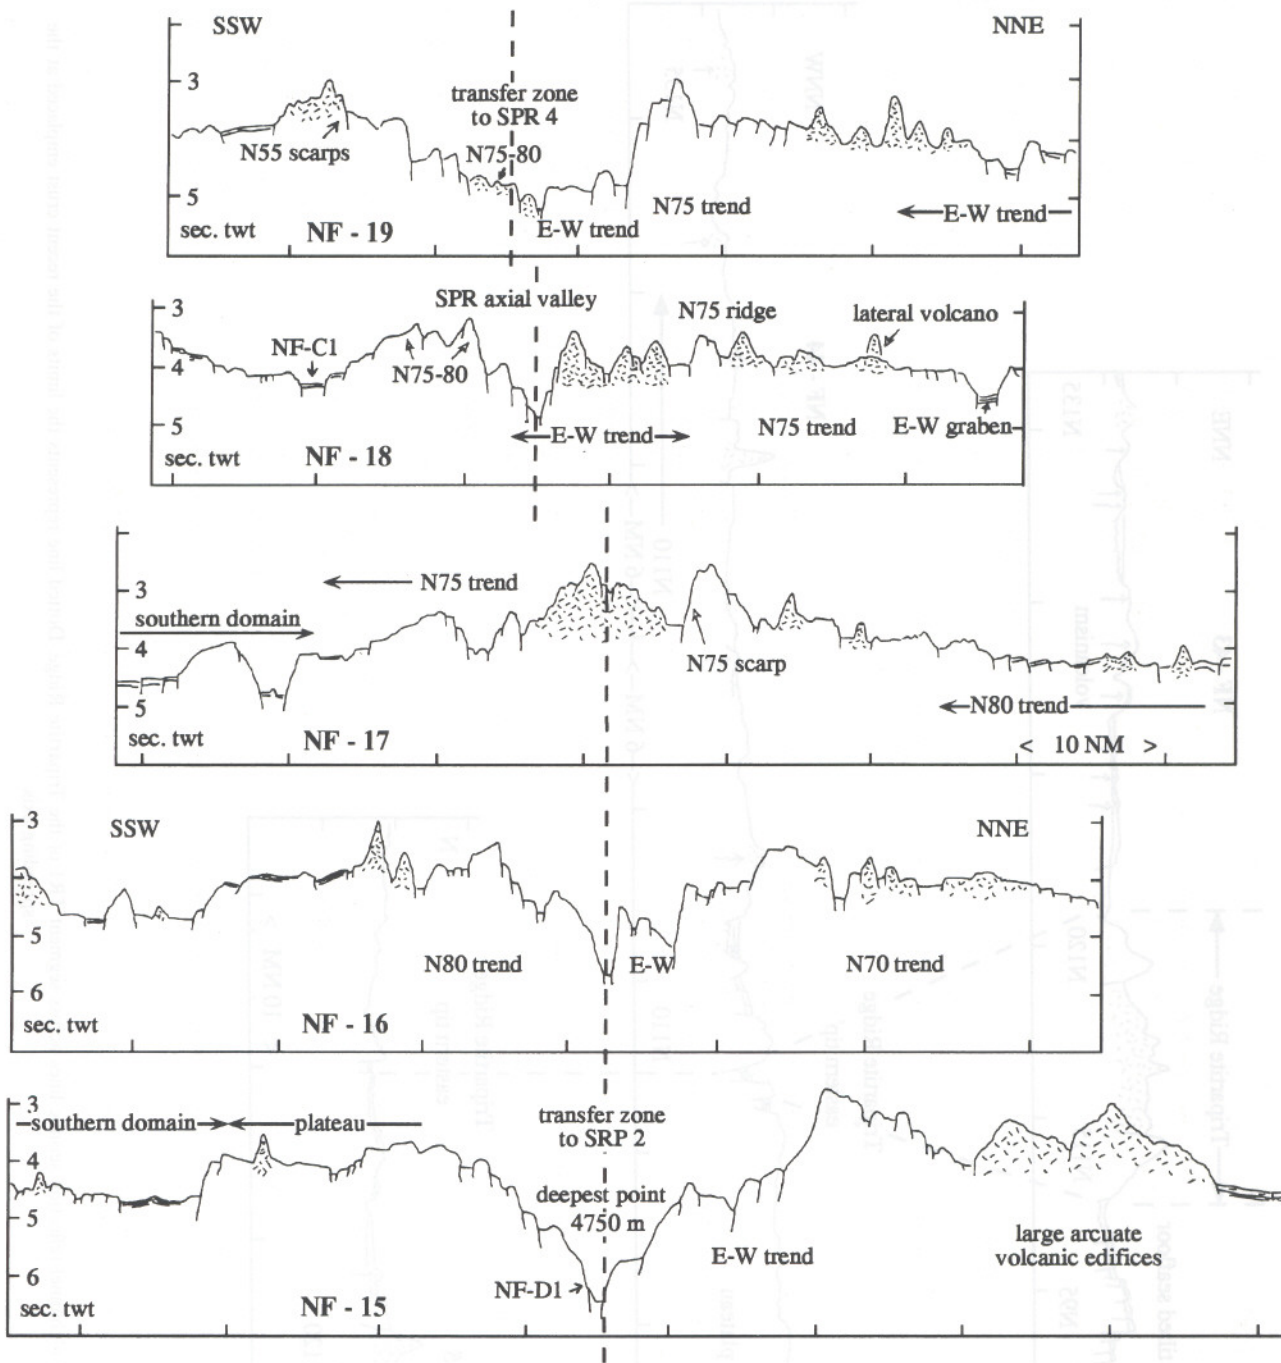 SSW
NNE
3
5
transfer zone
to SPR 4
N75-80
N55 scarps
N75 trend
E-W trend
E-W trend
sec. twt
NF - 19
SPR axial valley
3
4
5
NF-C1
N75-80
N75 ridge
lateral volcano
E-W trend
N75 trend
E-W graben
sec. twt
NF - 18
3
4
5
N75 trend
southern domain
N75 scarp
N80 trend
sec. twt
NF - 17
< 10 NM >
3
SSW
NNE
5
6
N80 trend
E-W
N70 trend
sec. twt
NF - 16
3
4
5
6
southern domain
plateau
transfer zone
to SRP 2
deepest point
4750 m
E-W trend
large arcuate
volcanic edifices
NF-D1
sec. twt
NF - 15